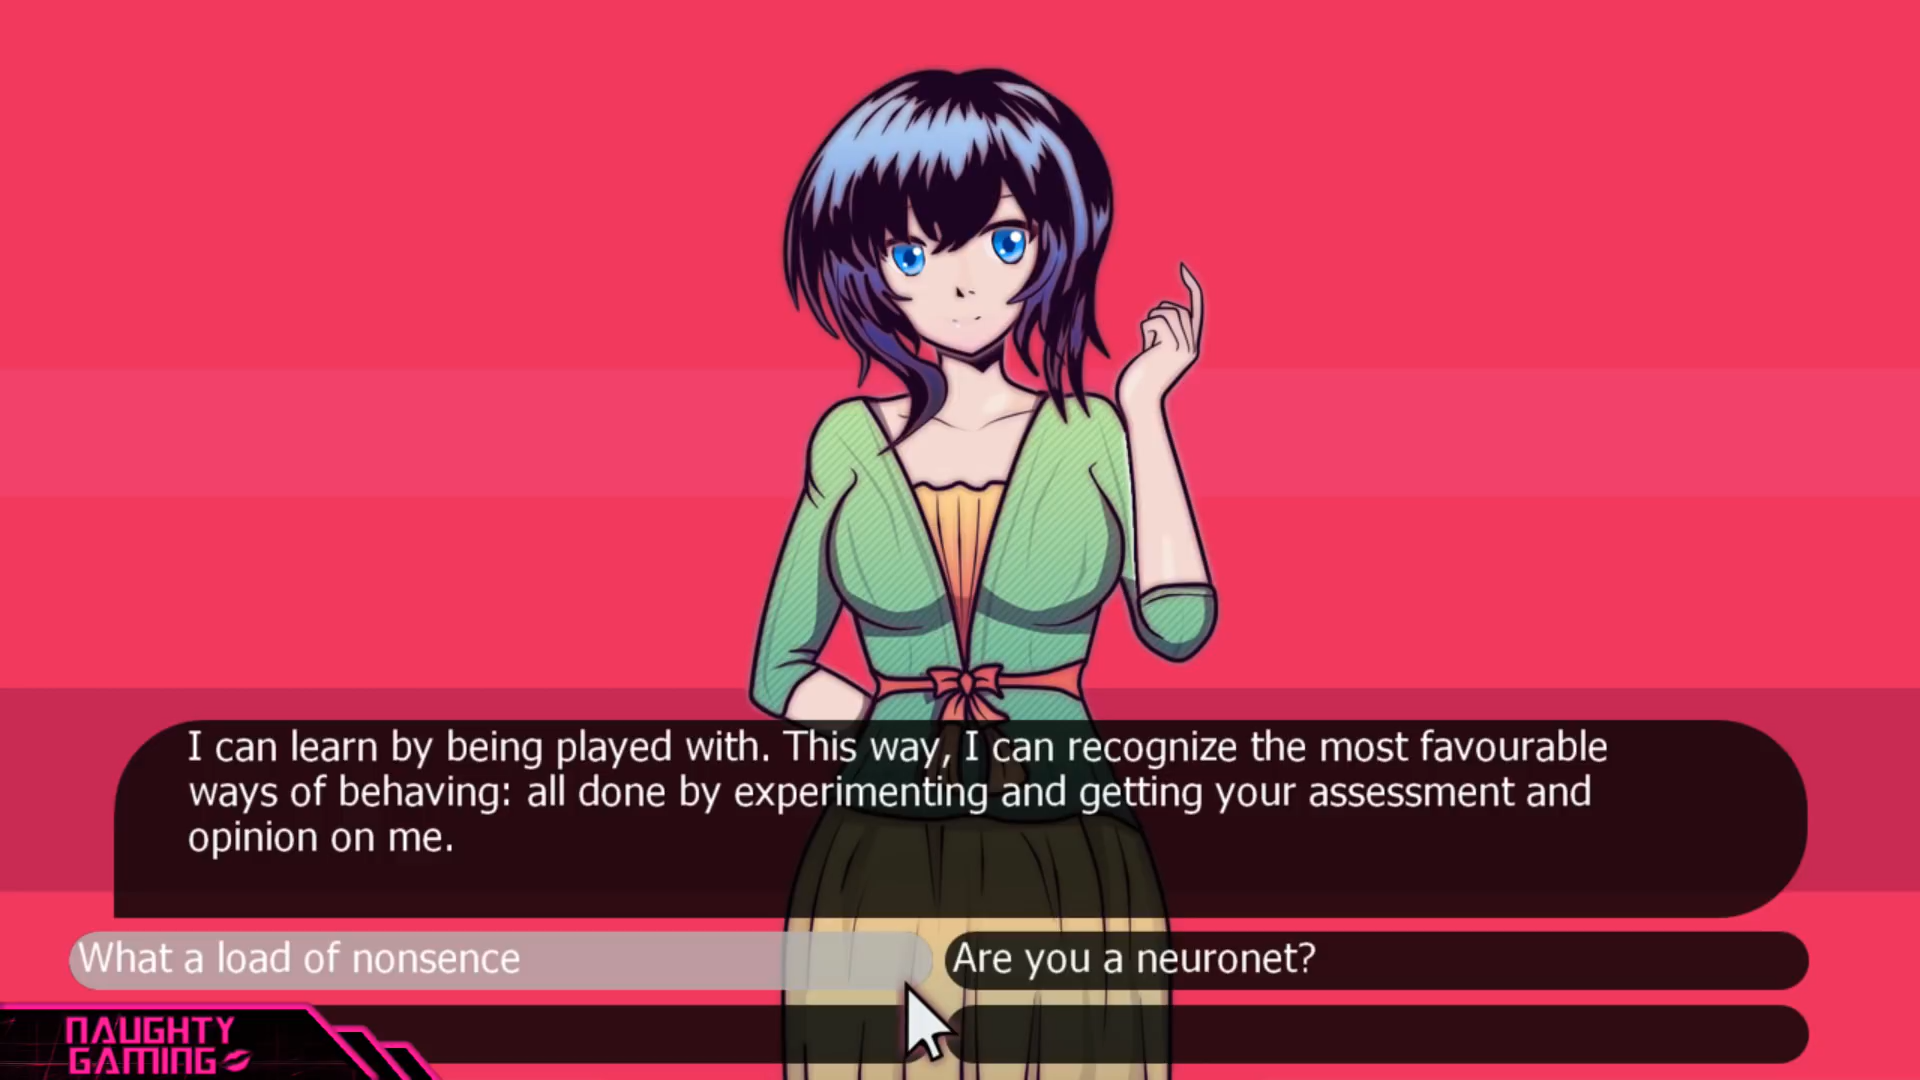 I can learn by being played with. This way, I can recognize the most favourable
ways of behaving: all done by experimenting and getting your assessment and
opinion on me.
What a load of nonsence
Are you a neuronet?
NAUGHTY
GAMING